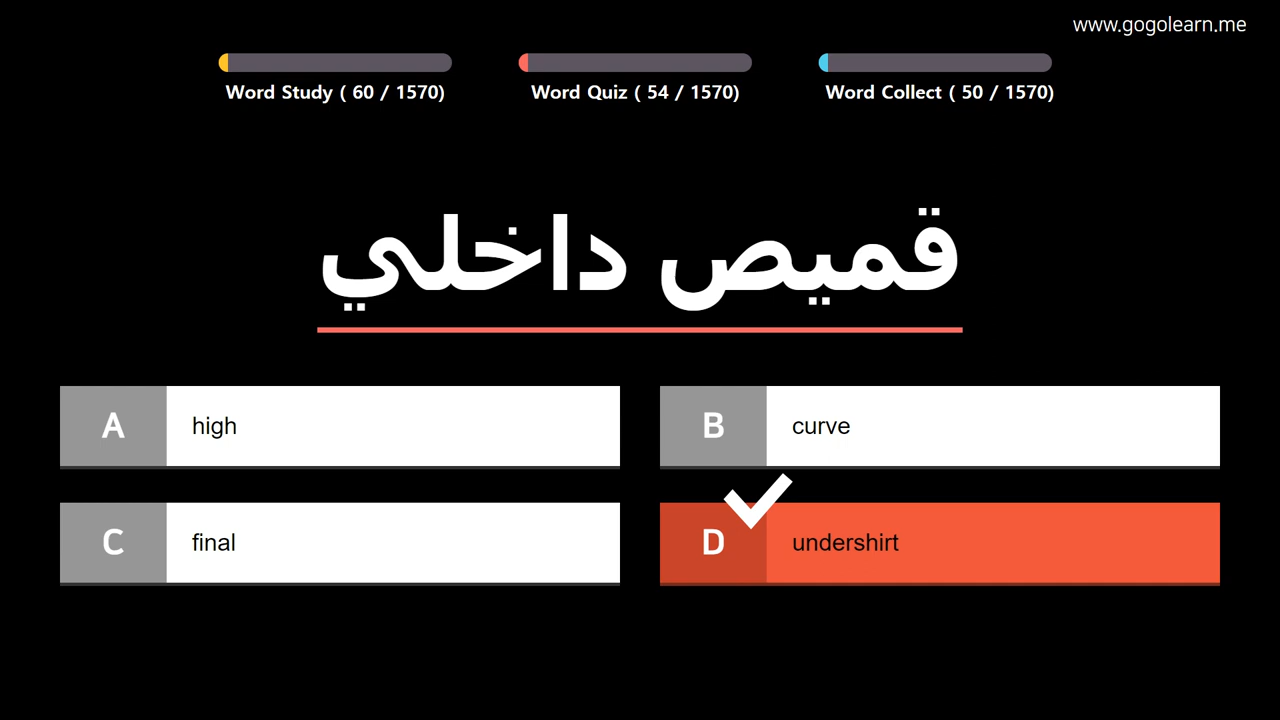 www.gogolearn.me
Word Study ( 60 / 1570)
Word Quiz ( 54 / 1570)
Word Collect ( 50 / 1570)
قميص داخلي
A high
B curve
C final
D undershirt